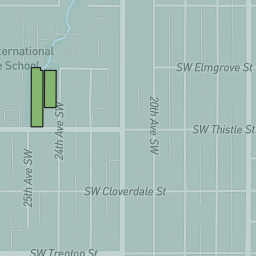 ternational
e School
SW Elmgrove St
24th Ave SW
20th Ave SW
SW Thistle St
25th Ave SW
SW Cloverdale St
SW Trenton St